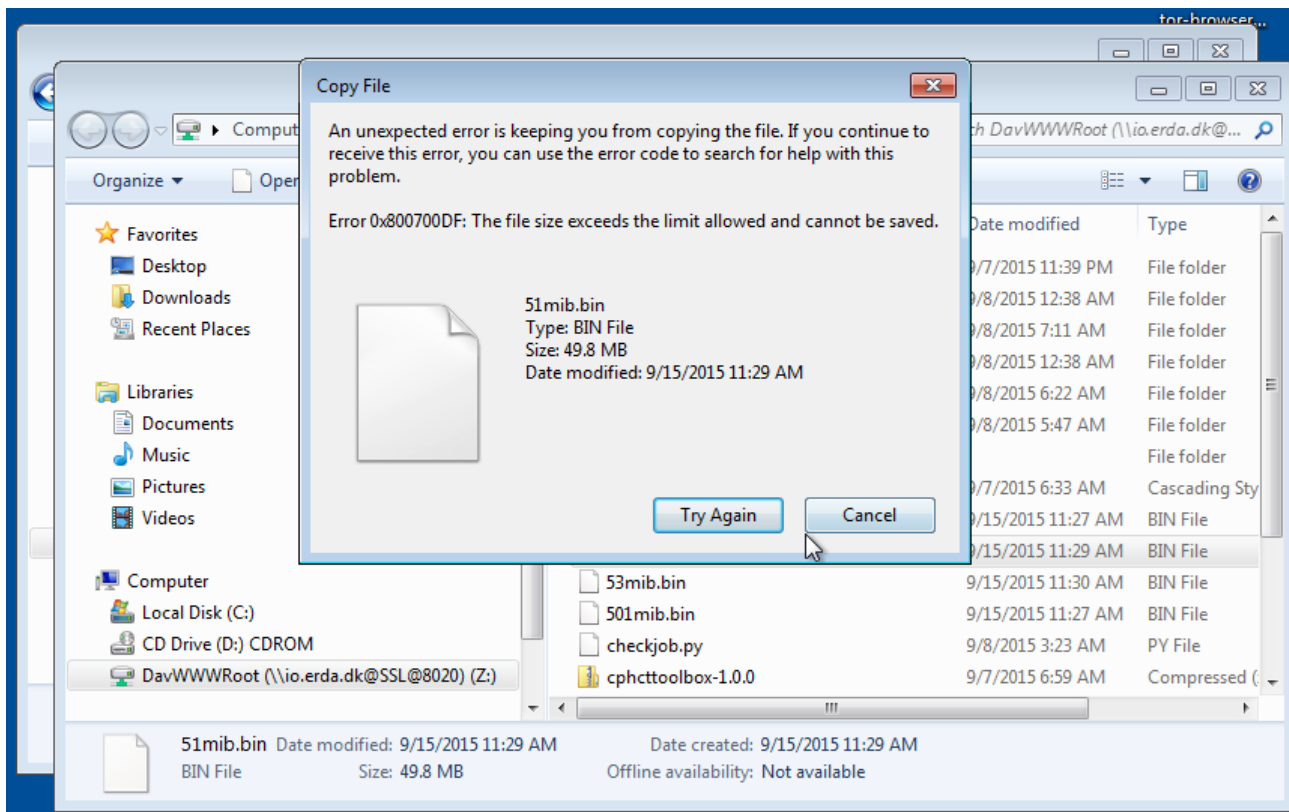 tor-browser...
Copy File
An unexpected error is keeping you from copying the file. If you continue to
receive this error, you can use the error code to search for help with this
problem.
Error 0x800700DF: The file size exceeds the limit allowed and cannot be saved.
51mib.bin
Type: BIN File
Size: 49.8 MB
Date modified: 9/15/2015 11:29 AM
Try Again Cancel
Comput
DavWWWRoot (\\io.erda.dk@...
Organize Open
Favorites
Desktop
Downloads
Recent Places
Libraries
Documents
Music
Pictures
Videos
Computer
Local Disk (C:)
CD Drive (D:) CDROM
DavWWWRoot (\\io.erda.dk@SSL@8020) (Z:)
Date modified Type
9/7/2015 11:39 PM File folder
9/8/2015 12:38 AM File folder
9/8/2015 7:11 AM File folder
9/8/2015 12:38 AM File folder
9/8/2015 6:22 AM File folder
9/8/2015 5:47 AM File folder
File folder
9/7/2015 6:33 AM Cascading Sty
9/15/2015 11:27 AM BIN File
9/15/2015 11:29 AM BIN File
53mib.bin 9/15/2015 11:30 AM BIN File
501mib.bin 9/15/2015 11:27 AM BIN File
checkjob.py 9/8/2015 3:23 AM PY File
cphcttoolbox-1.0.0 9/7/2015 6:59 AM Compressed (
51mib.bin Date modified: 9/15/2015 11:29 AM Date created: 9/15/2015 11:29 AM
BIN File Size: 49.8 MB Offline availability: Not available